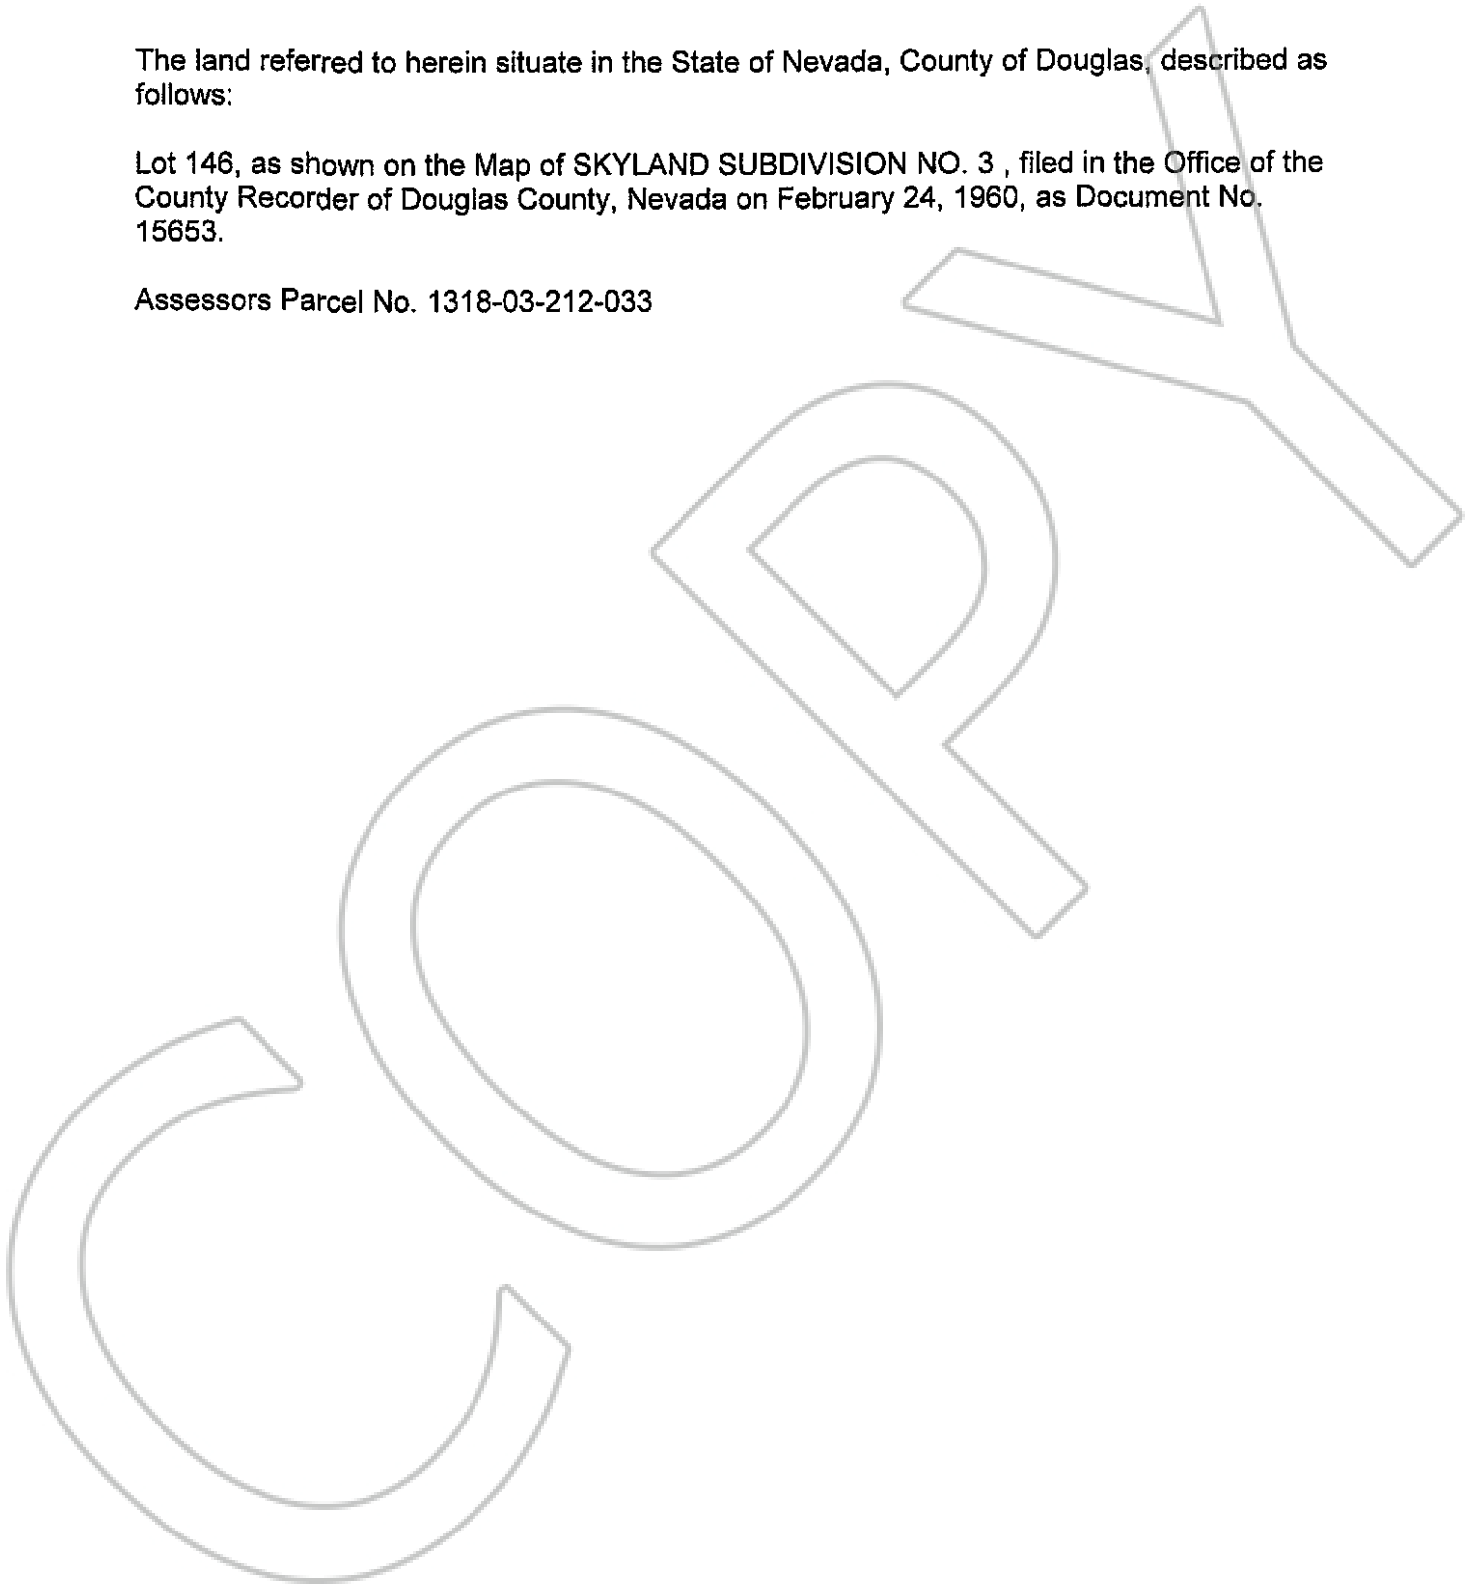 The land referred to herein situate in the State of Nevada, County of Douglas, described as
follows:
Lot 146, as shown on the Map of SKYLAND SUBDIVISION NO. 3 , filed in the Office of the
County Recorder of Douglas County, Nevada on February 24, 1960, as Document No.
15653.
Assessors Parcel No. 1318-03-212-033
COPY